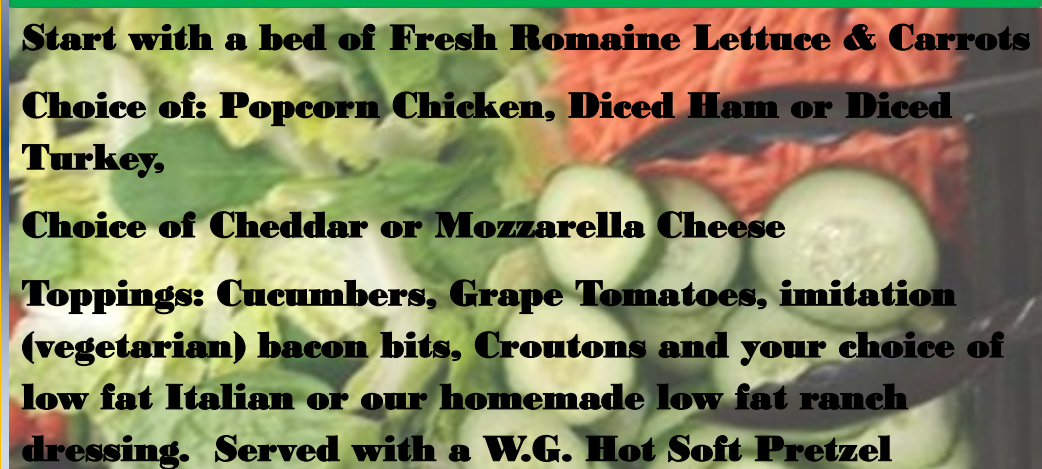 Start with a bed of Fresh Romaine Lettuce & Carrots
Choice of: Popcorn Chicken, Diced Ham or Diced
Turkey,
Choice of Cheddar or Mozzarella Cheese
Toppings: Cucumbers, Grape Tomatoes, imitation
(vegetarian) bacon bits, Croutons and your choice of
low fat Italian or our homemade low fat ranch
dressing.  Served with a W.G. Hot Soft Pretzel